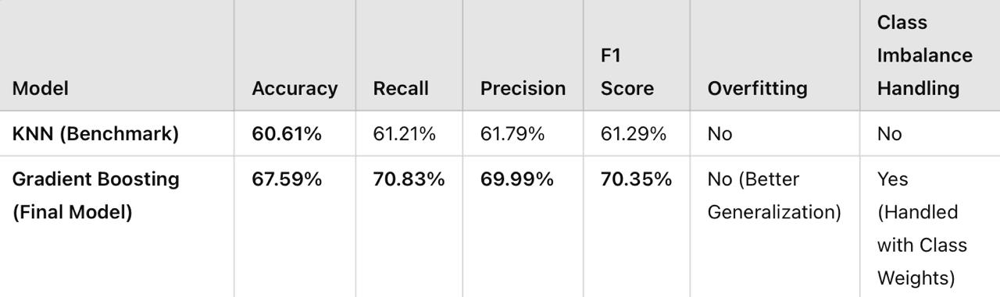 Model Accuracy Recall Precision F1 Score Overfitting Class Imbalance Handling
KNN (Benchmark) 60.61% 61.21% 61.79% 61.29% No No
Gradient Boosting (Final Model) 67.59% 70.83% 69.99% 70.35% No (Better Generalization) Yes (Handled with Class Weights)